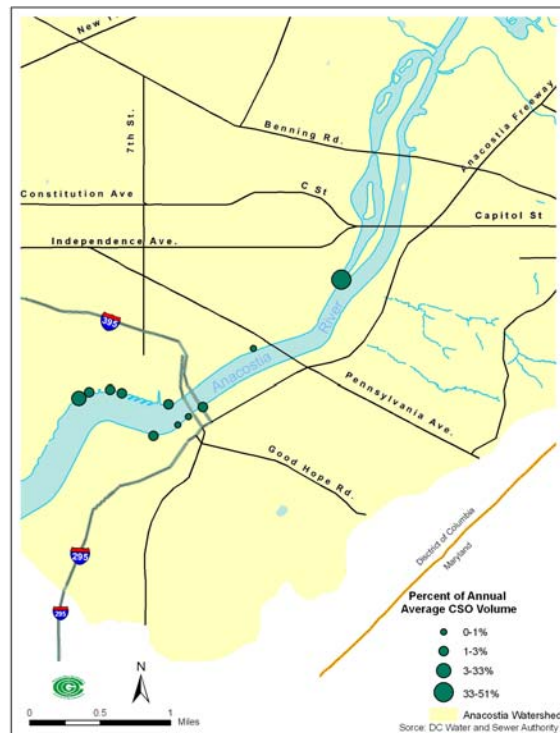 New Y
7th St.
Benning Rd.
Anacostia Freeway
Constitution Ave
C St
Capitol St
Independence Ave.
395
Anacostia River
Pennsylvania Ave.
Good Hope Rd.
295
295
District of Columbia
Maryland
Percent of Annual
Average CSO Volume
0-1%
1-3%
3-33%
33-51%
Anacostia Watershed
Sorce: DC Water and Sewer Authority
N
0 0.5 1
Miles